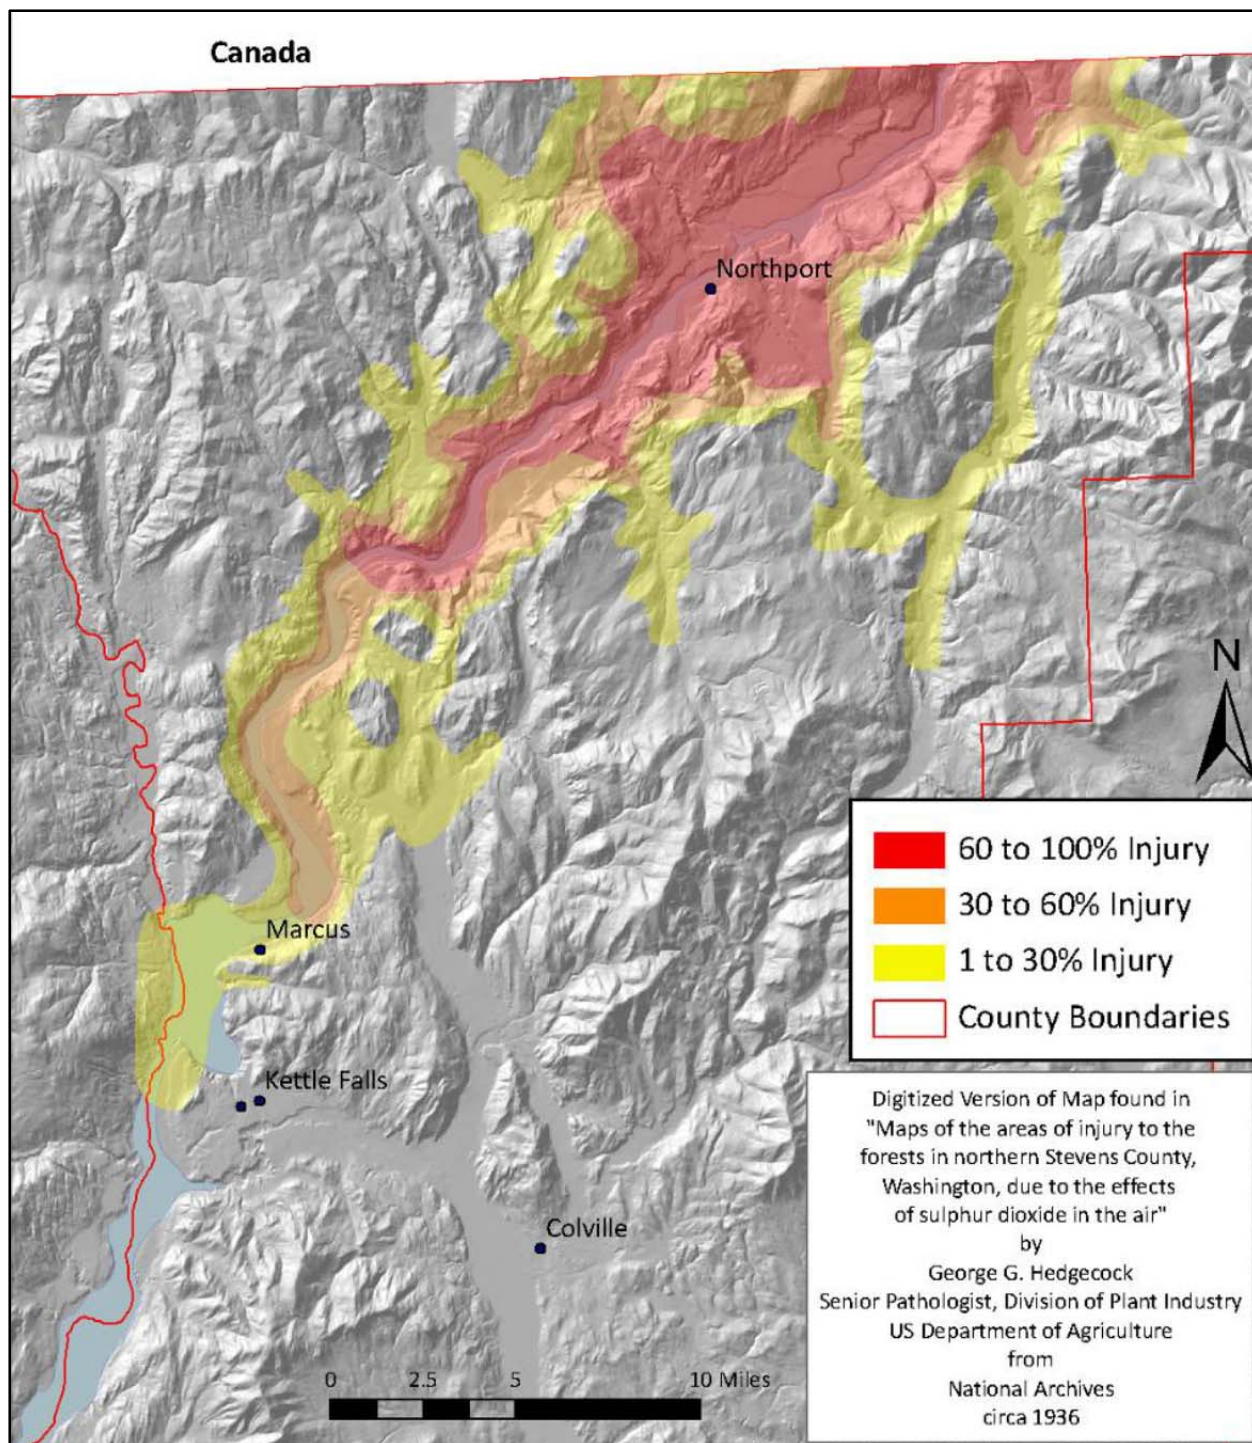 Canada
Northport
N
60 to 100% Injury
30 to 60% Injury
1 to 30% Injury
County Boundaries
Marcus
Kettle Falls
Colville
Digitized Version of Map found in
"Maps of the areas of injury to the
forests in northern Stevens County,
Washington, due to the effects
of sulphur dioxide in the air"
by
George G. Hedgecock
Senior Pathologist, Division of Plant Industry
US Department of Agriculture
from
National Archives
circa 1936
0 2.5 5 10 Miles